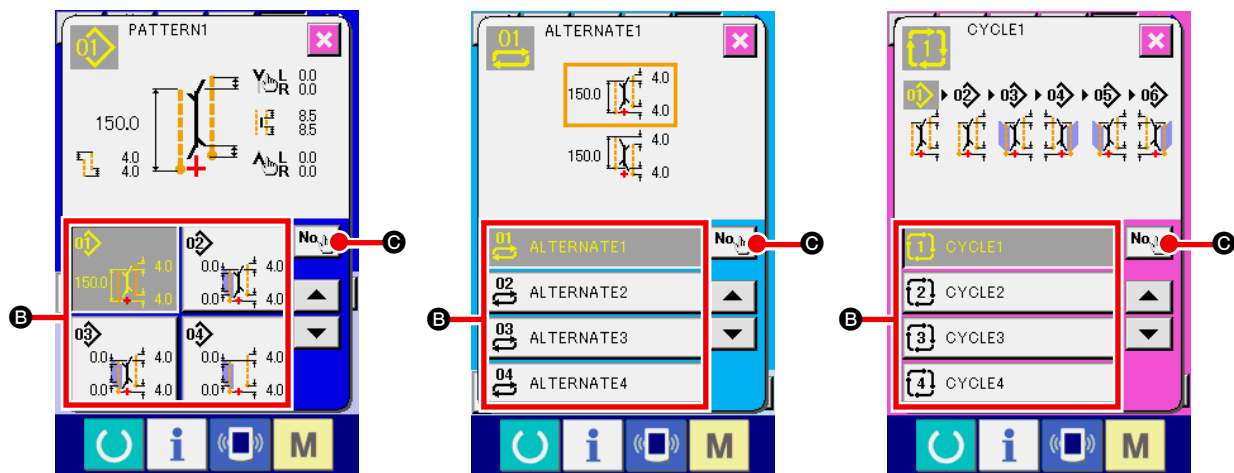 01 PATTERN1
150.0
L 0.0
R 0.0
8.5
8.5
4.0
4.0
L 0.0
R 0.0
01
150.0
4.0
4.0
02
0.0
4.0
0.0
4.0
03
0.0
4.0
0.0
4.0
04
0.0
4.0
0.0
4.0
No.
B
C
i
M
01 ALTERNATE1
150.0
4.0
4.0
150.0
4.0
4.0
01 ALTERNATE1
02 ALTERNATE2
03 ALTERNATE3
04 ALTERNATE4
No.
B
C
i
M
1 CYCLE1
01 02 03 04 05 06
1 CYCLE1
2 CYCLE2
3 CYCLE3
4 CYCLE4
No.
B
C
i
M